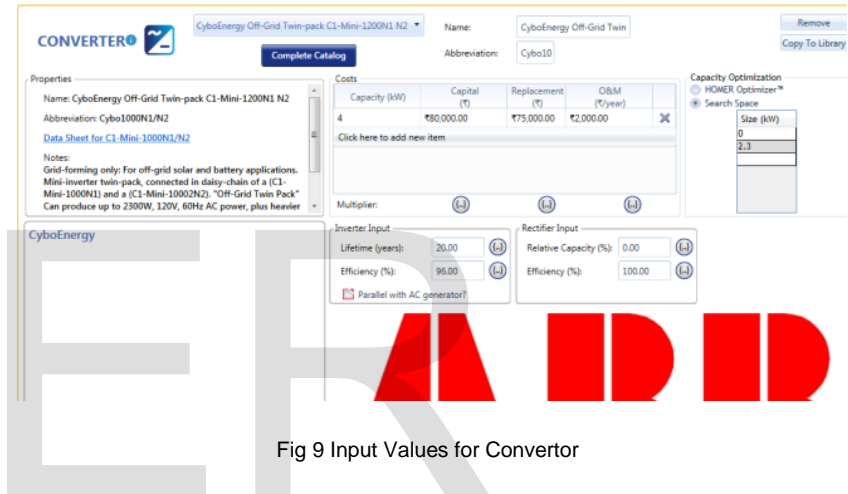 CONVERTER
CyboEnergy Off-Grid Twin-pack C1-Mini-1200N1 N2
Complete Catalog
Name: CyboEnergy Off-Grid Twin
Abbreviation: Cybo10
Remove
Copy To Library
Properties
Name: CyboEnergy Off-Grid Twin-pack C1-Mini-1200N1 N2
Abbreviation: Cybo1000N1/N2
Data Sheet for C1-Mini-1000N1/N2
Notes:
Grid-forming only: For off-grid solar and battery applications.
Mini-inverter twin-pack, connected in daisy-chain of a (C1-
Mini-1000N1) and a (C1-Mini-10002N2). "Off-Grid Twin Pack"
Can produce up to 2300W, 120V, 60Hz AC power, plus heavier
CyboEnergy
Costs
Capacity (kW) Capital (₹) Replacement (₹) O&M (₹/year)
4 ₹80,000.00 ₹75,000.00 ₹2,000.00
Click here to add new item
Multiplier: (..) (..) (..)
Capacity Optimization
HOMER Optimizer™
Search Space
Size (kW)
0
2.3
Inverter Input
Lifetime (years): 20.00 (..)
Efficiency (%): 96.00 (..)
Parallel with AC generator?
Rectifier Input
Relative Capacity (%): 0.00 (..)
Efficiency (%): 100.00 (..)
ABB
ER
Fig 9 Input Values for Convertor